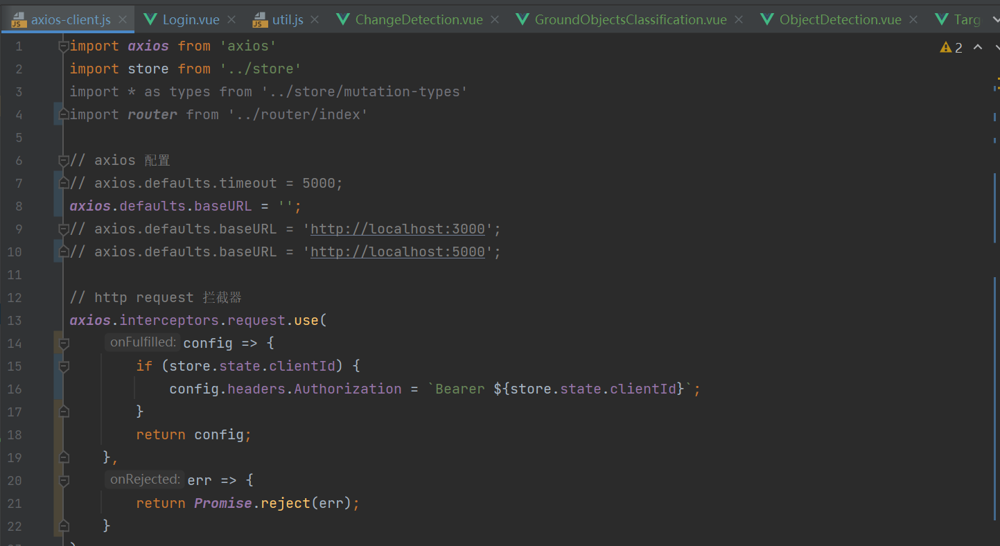 axios-client.js Login.vue util.js ChangeDetection.vue GroundObjectsClassification.vue ObjectDetection.vue Targ
2
1 import axios from 'axios'
2 import store from '../store'
3 import * as types from '../store/mutation-types'
4 import router from '../router/index'
5
6 // axios 配置
7 // axios.defaults.timeout = 5000;
8 axios.defaults.baseURL = '';
9 // axios.defaults.baseURL = 'http://localhost:3000';
10 // axios.defaults.baseURL = 'http://localhost:5000';
11
12 // http request 拦截器
13 axios.interceptors.request.use(
14 onFulfilled: config => {
15 if (store.state.clientId) {
16 config.headers.Authorization = `Bearer ${store.state.clientId}`;
17 }
18 return config;
19 },
20 onRejected: err => {
21 return Promise.reject(err);
22 }